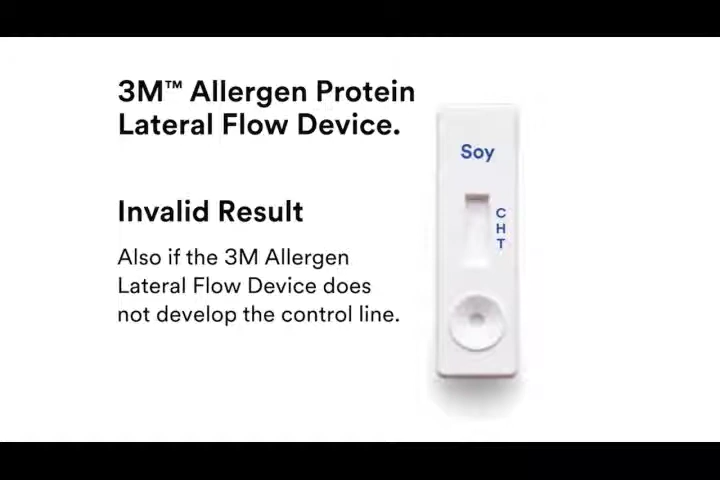 3M™ Allergen Protein
Lateral Flow Device.
Invalid Result
Also if the 3M Allergen
Lateral Flow Device does
not develop the control line.
Soy
C
H
T